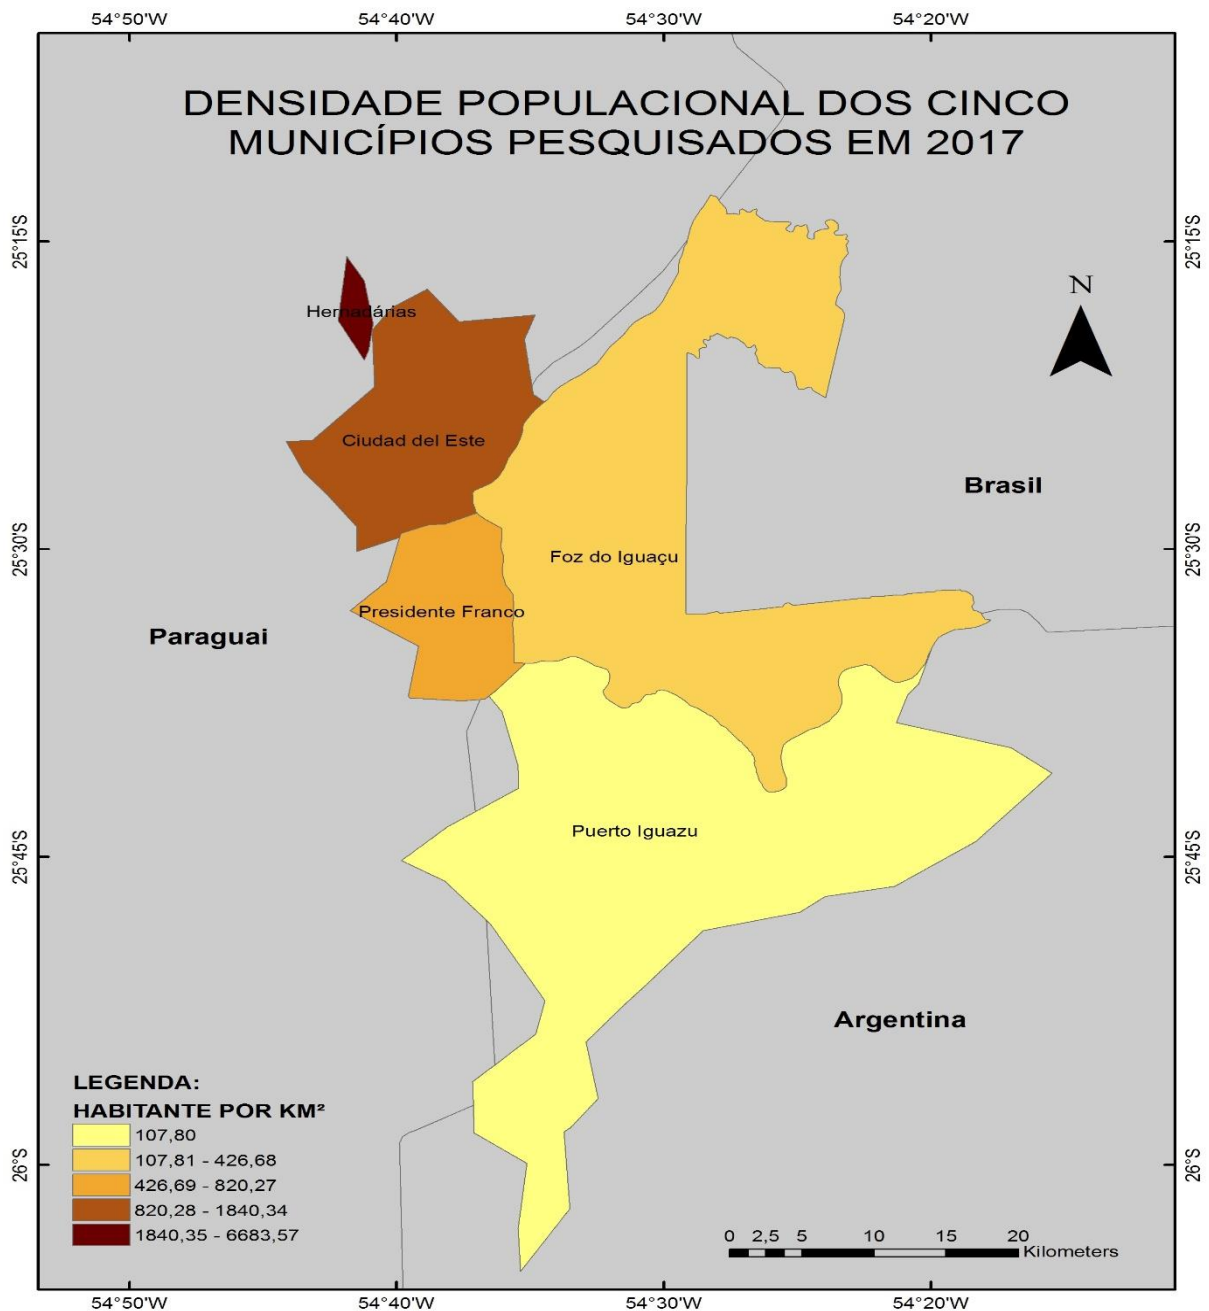 54°50'W 54°40'W 54°30'W 54°20'W
DENSIDADE POPULACIONAL DOS CINCO
MUNICÍPIOS PESQUISADOS EM 2017
25°15'S 25°15'S
N
Hernadárias
Ciudad del Este
Brasil
25°30'S 25°30'S
Foz do Iguaçu
Presidente Franco
Paraguai
Puerto Iguazu
25°45'S 25°45'S
Argentina
LEGENDA:
HABITANTE POR KM²
107,80
107,81 - 426,68
426,69 - 820,27
820,28 - 1840,34
1840,35 - 6683,57
26°S 26°S
0 2,5 5 10 15 20
Kilometers
54°50'W 54°40'W 54°30'W 54°20'W